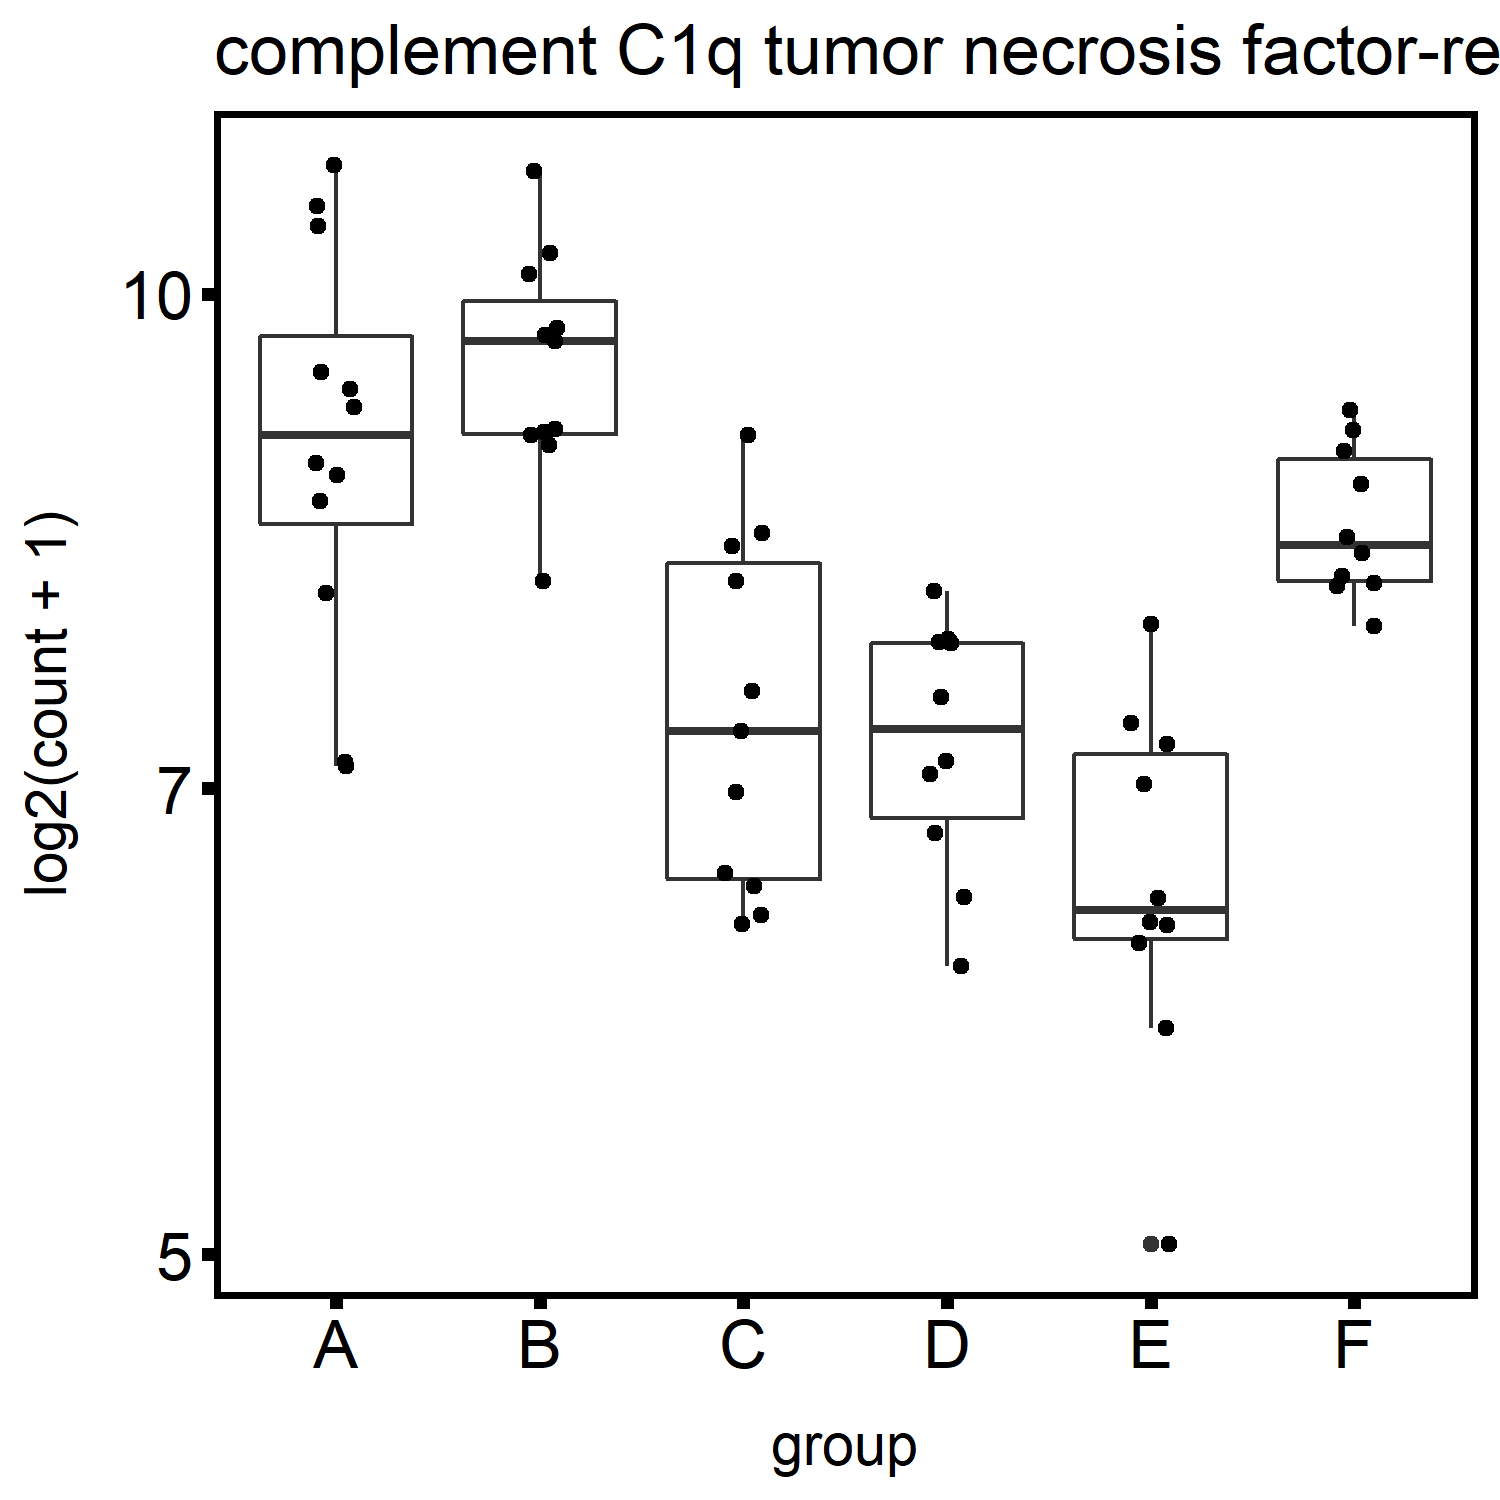 complement C1q tumor necrosis factor-re
log2(count + 1)
10
7
5
A B C D E F
group